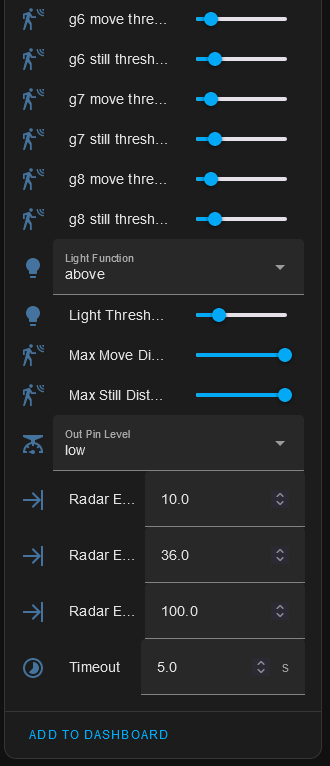 g6 move thre...
g6 still thresh...
g7 move thre...
g7 still thresh...
g8 move thre...
g8 still thresh...
Light Function
above
Light Thresh...
Max Move Di...
Max Still Dist...
Out Pin Level
low
Radar E... 10.0
Radar E... 36.0
Radar E... 100.0
Timeout 5.0 s
ADD TO DASHBOARD